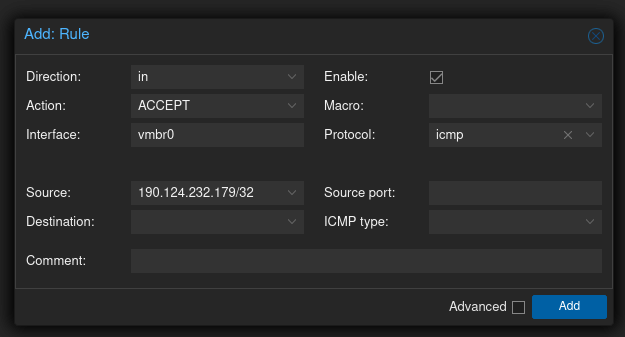 Add: Rule
Direction: in Enable:
Action: ACCEPT Macro:
Interface: vmbr0 Protocol: icmp
Source: 190.124.232.179/32 Source port:
Destination: ICMP type:
Comment:
Advanced Add